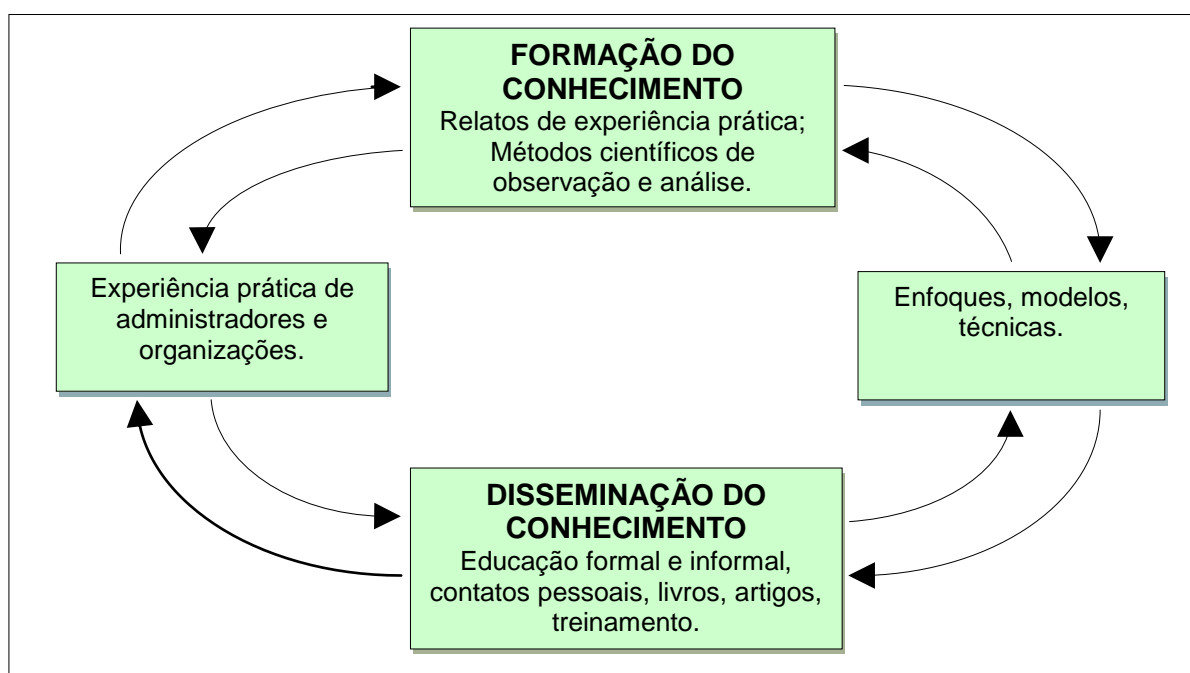 FORMAÇÃO DO
CONHECIMENTO
Relatos de experiência prática;
Métodos científicos de
observação e análise.
Experiência prática de
administradores e
organizações.
Enfoques, modelos,
técnicas.
DISSEMINAÇÃO DO
CONHECIMENTO
Educação formal e informal,
contatos pessoais, livros, artigos,
treinamento.